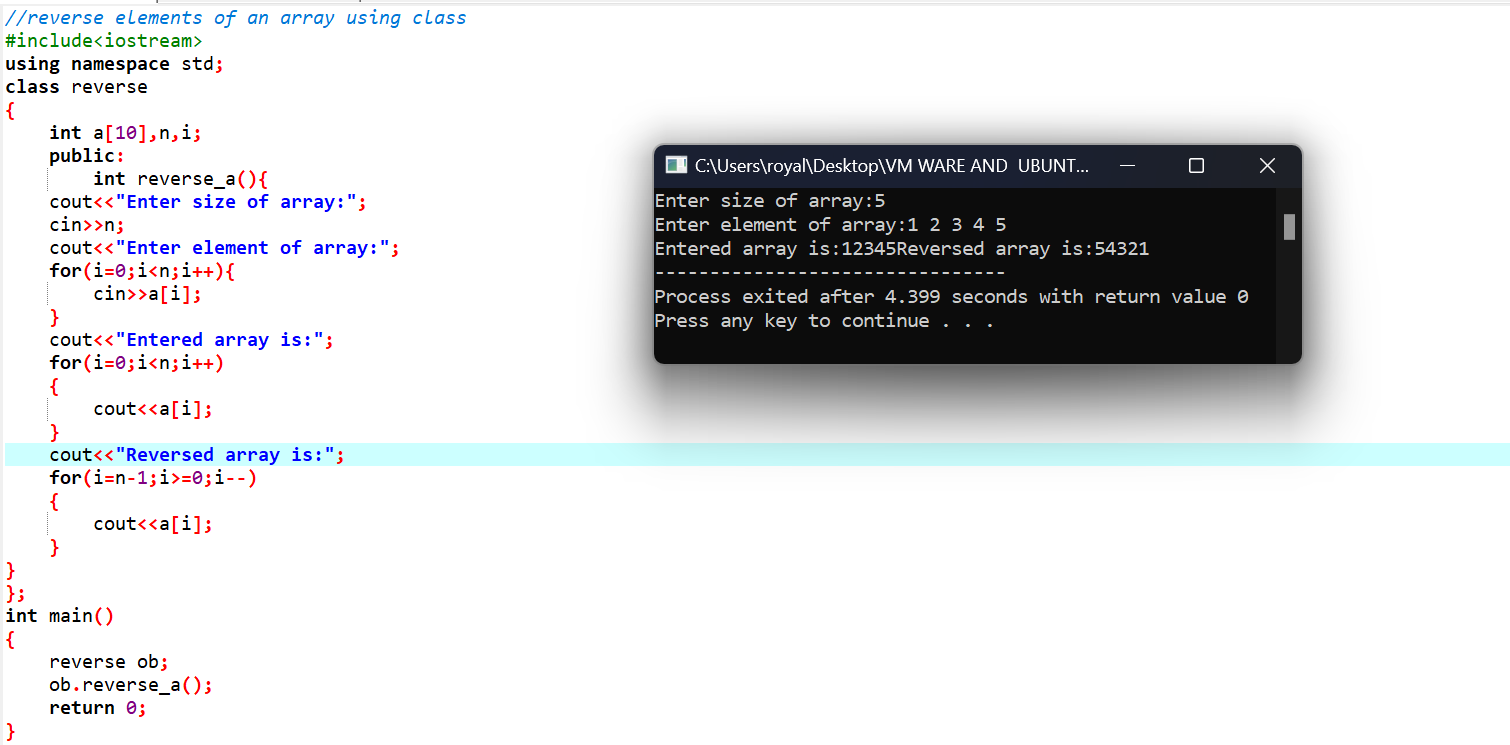 //reverse elements of an array using class
#include<iostream>
using namespace std;
class reverse
{
    int a[10],n,i;
    public:
        int reverse_a(){
    cout<<"Enter size of array:";
    cin>>n;
    cout<<"Enter element of array:";
    for(i=0;i<n;i++){
        cin>>a[i];
    }
    cout<<"Entered array is:";
    for(i=0;i<n;i++)
    {
        cout<<a[i];
    }
    cout<<"Reversed array is:";
    for(i=n-1;i>=0;i--)
    {
        cout<<a[i];
    }
}
};
int main()
{
    reverse ob;
    ob.reverse_a();
    return 0;
}
C:\Users\royal\Desktop\VM WARE AND  UBUNT...
Enter size of array:5
Enter element of array:1 2 3 4 5
Entered array is:12345Reversed array is:54321
--------------------------------
Process exited after 4.399 seconds with return value 0
Press any key to continue . . .